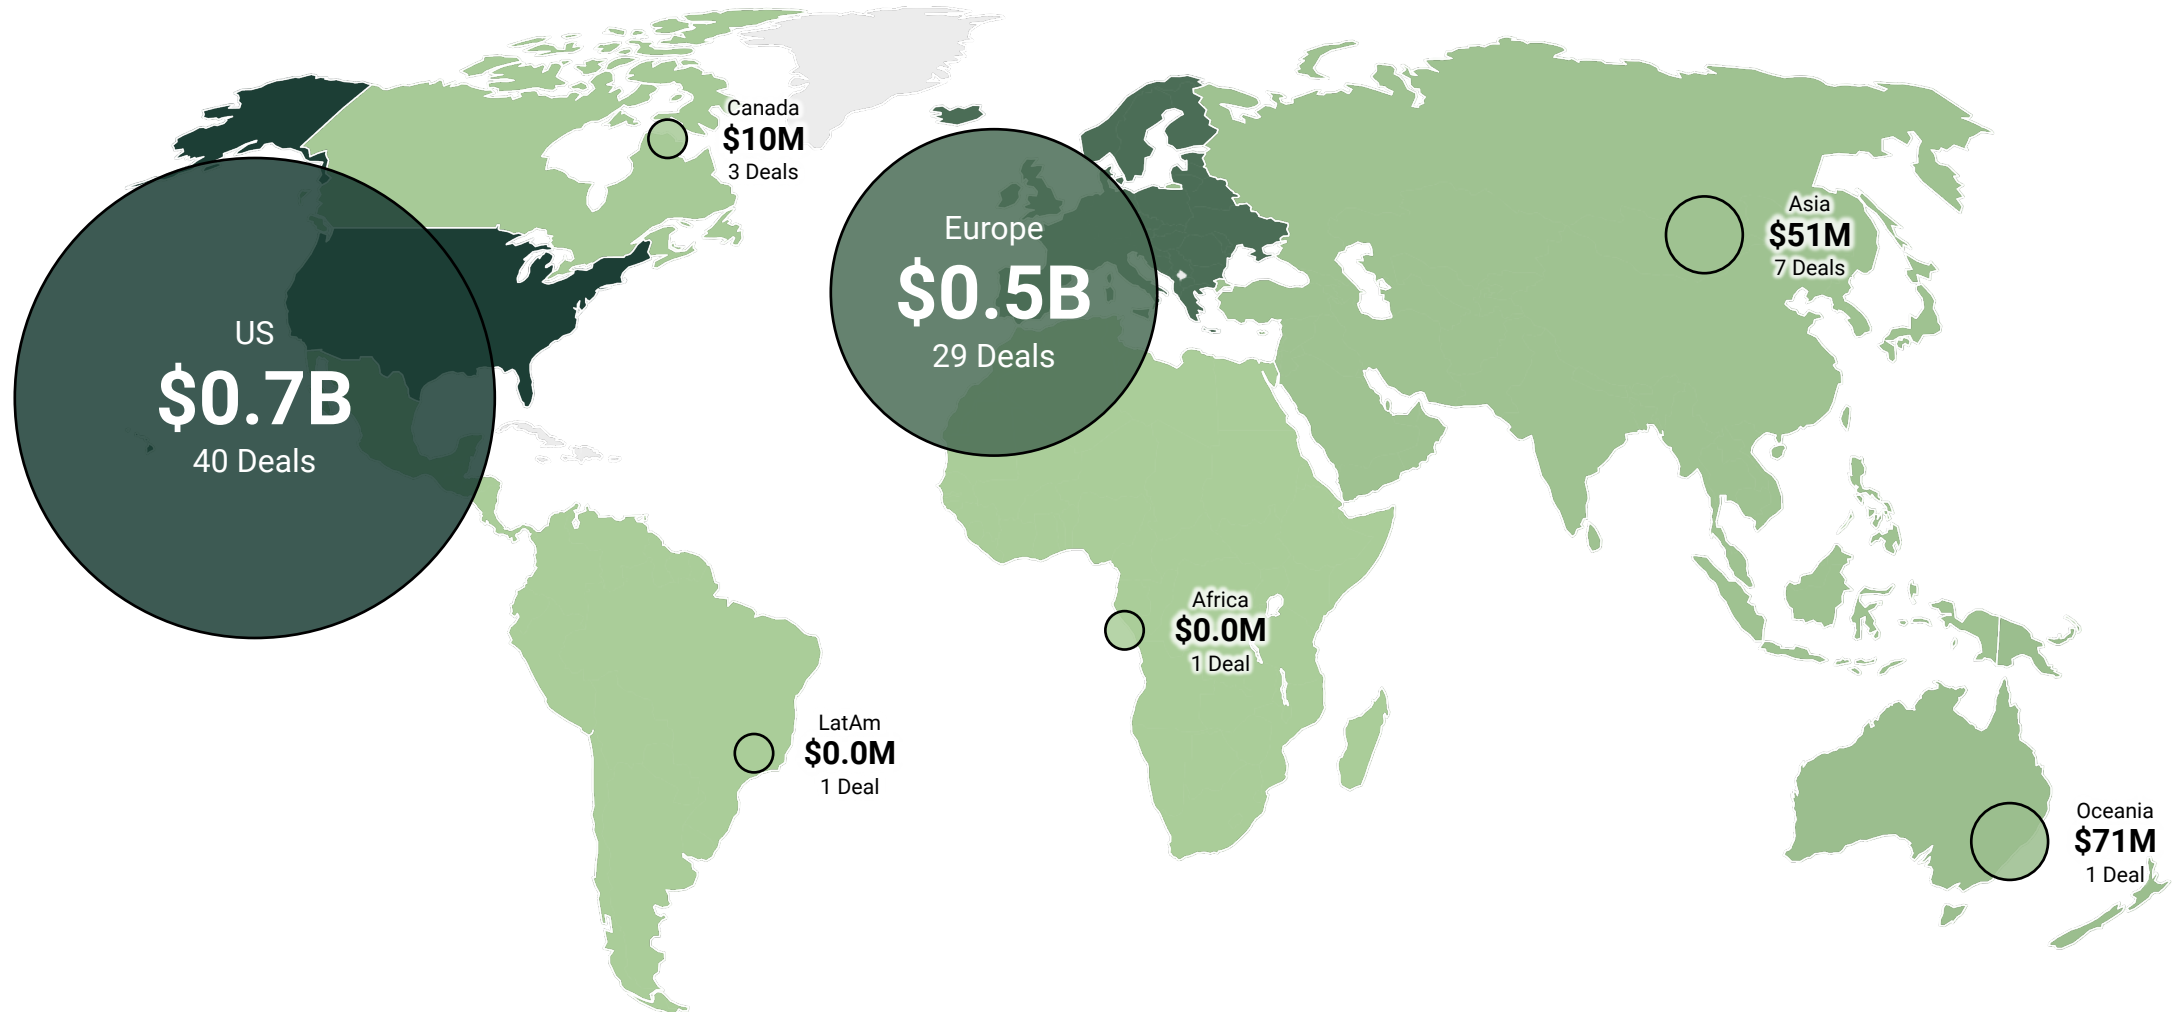 Canada
$10M
3 Deals
US
$0.7B
40 Deals
Europe
$0.5B
29 Deals
Asia
$51M
7 Deals
Africa
$0.0M
1 Deal
LatAm
$0.0M
1 Deal
Oceania
$71M
1 Deal